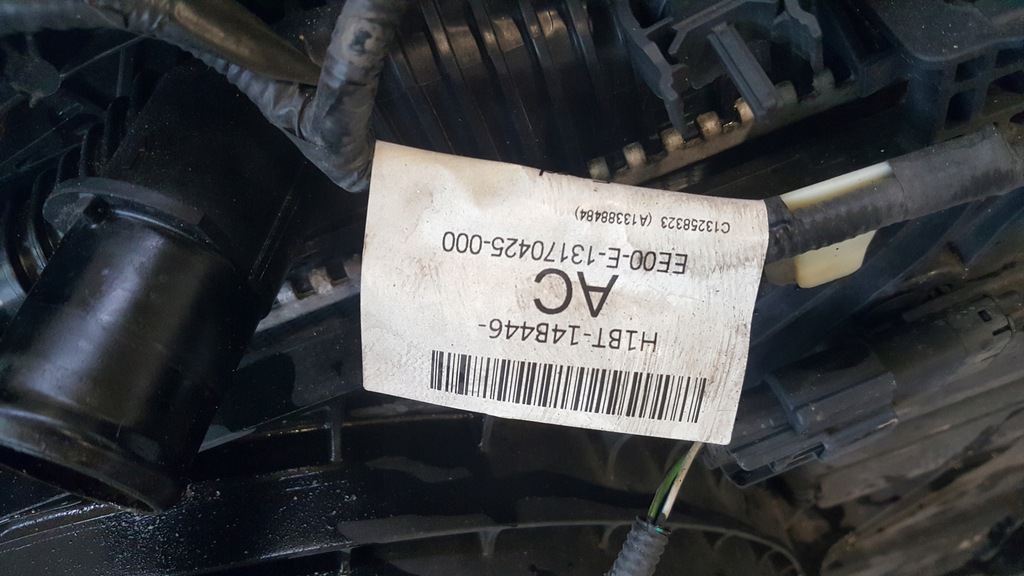 H1BT-14B446-
AC
EE00-E-13170425-000
C13258323 (A13388484)